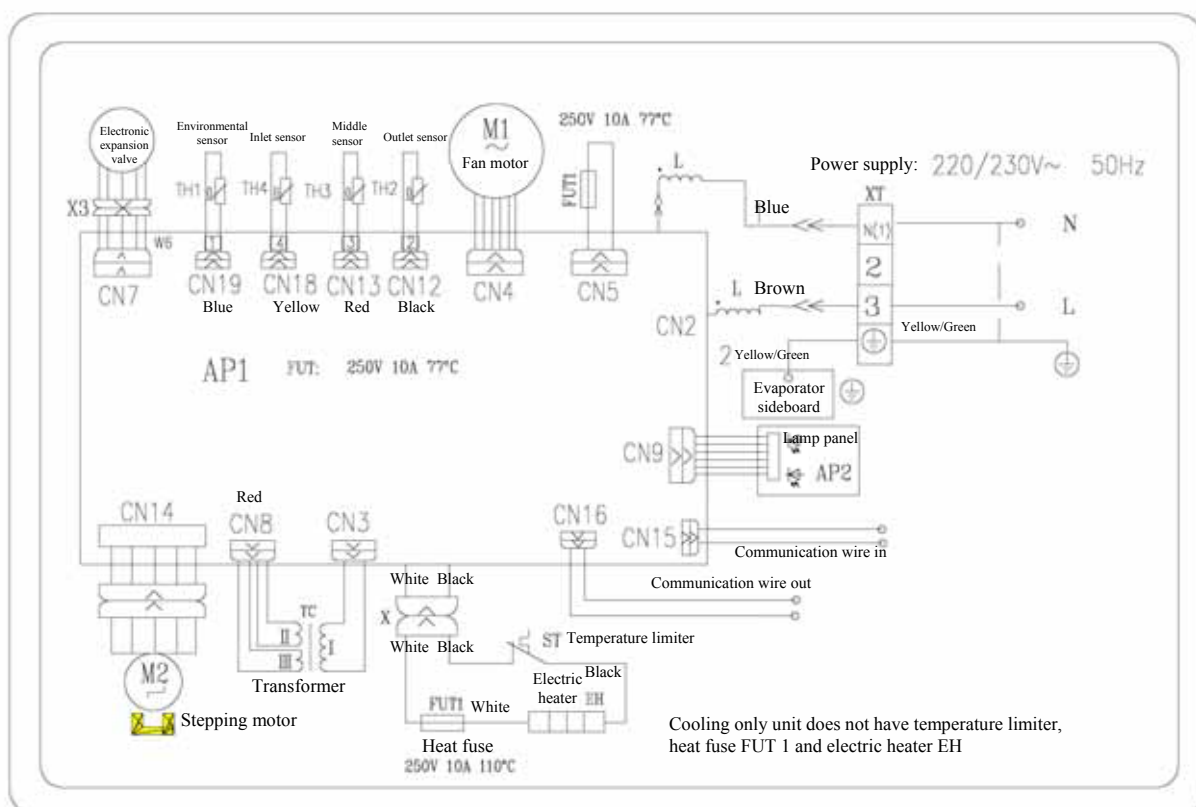 Electronic
expansion
valve
Environmental
sensor
Inlet sensor
Middle
sensor
Outlet sensor
M1
~
Fan motor
250V 10A 77°C
L
Power supply: 220/230V~ 50Hz
XT
TH1
TH4
TH3
TH2
FUT1
X3
Blue
N(1)
N
W6
1
4
3
2
2
CN7
CN19
CN18
CN13
CN12
CN4
CN5
Blue
Yellow
Red
Black
L
Brown
3
L
CN2
Yellow/Green
AP1 FUT: 250V 10A 77°C
2
Yellow/Green
Evaporator
sideboard
Lamp panel
CN9
AP2
Red
CN14
CN8
CN3
CN16
CN15
Communication wire in
White Black
Communication wire out
X
TC
II
III
I
White Black
ST Temperature limiter
M2
Transformer
Electric
heater EH
Black
Stepping motor
FUT1 White
Heat fuse
250V 10A 110°C
Cooling only unit does not have temperature limiter,
heat fuse FUT 1 and electric heater EH